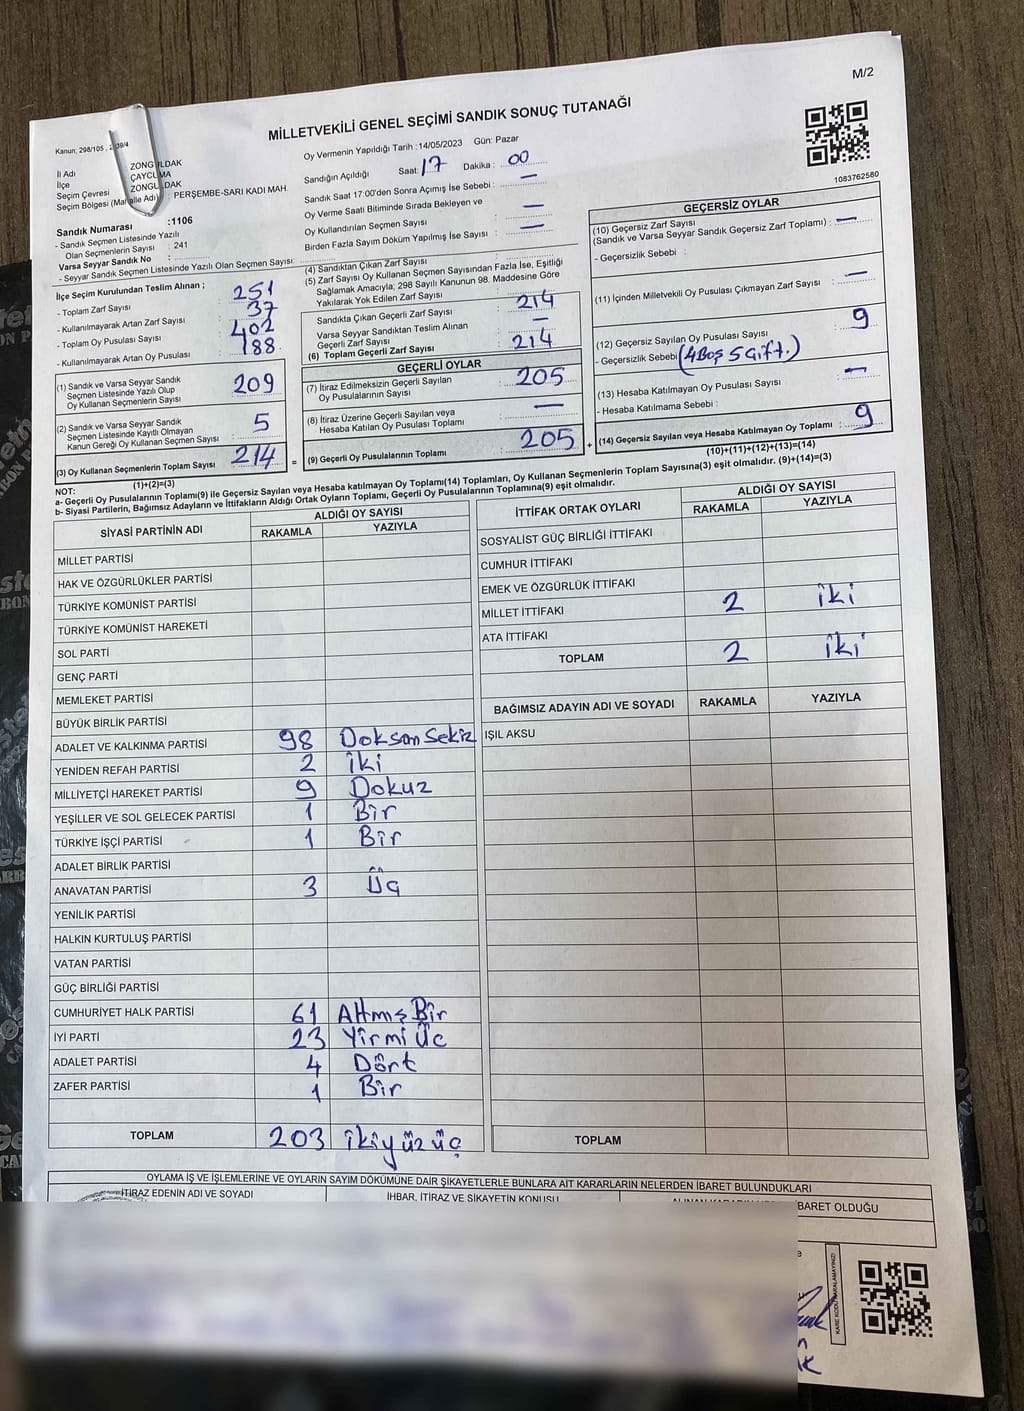 M/2
MİLLETVEKİLİ GENEL SEÇİMİ SANDIK SONUÇ TUTANAĞI
Kanun, 298/105 ,
Oy Vermenin Yapıldığı Tarih :14/05/2023 Gün: Pazar
1083762580
İl Adı ZONGULDAK
İlçe ÇAYCUMA
Seçim Çevresi ZONGULDAK
Seçim Bölgesi (Mahalle Adı) : PERŞEMBE-SARI KADI MAH.
Sandık Numarası :1106
- Sandık Seçmen Listesinde Yazılı
Olan Seçmenlerin Sayısı : 241
Varsa Seyyar Sandık No :
- Seyyar Sandık Seçmen Listesinde Yazılı Olan Seçmen Sayısı:
Sandığın Açıldığı Saat: 17 Dakika : 00
Sandık Saat 17:00'den Sonra Açımış İse Sebebi : —
Oy Verme Saati Bitiminde Sırada Bekleyen ve
Oy Kullandırılan Seçmen Sayısı : —
Birden Fazla Sayım Döküm Yapılmış İse Sayısı : —
İlçe Seçim Kurulundan Teslim Alınan ;
- Toplam Zarf Sayısı : 251
- Kullanılmayarak Artan Zarf Sayısı : 37
- Toplam Oy Pusulası Sayısı : 402
- Kullanılmayarak Artan Oy Pusulası : 188
(1) Sandık ve Varsa Seyyar Sandık
Seçmen Listesinde Yazılı Olup
Oy Kullanan Seçmenlerin Sayısı : 209
(2) Sandık ve Varsa Seyyar Sandık
Seçmen Listesinde Kayıtlı Olmayan
Kanun Gereği Oy Kullanan Seçmen Sayısı : 5
(3) Oy Kullanan Seçmenlerin Toplam Sayısı : 214
(1)+(2)=(3)
(4) Sandıktan Çıkan Zarf Sayısı :
(5) Zarf Sayısı Oy Kullanan Seçmen Sayısından Fazla İse, Eşitliği
Sağlamak Amacıyla; 298 Sayılı Kanunun 98. Maddesine Göre
Yakılarak Yok Edilen Zarf Sayısı :
Sandıkta Çıkan Geçerli Zarf Sayısı : 214
Varsa Seyyar Sandıktan Teslim Alınan
Geçerli Zarf Sayısı : —
(6) Toplam Geçerli Zarf Sayısı : 214
GEÇERLİ OYLAR
(7) İtiraz Edilmeksizin Geçerli Sayılan
Oy Pusulalarının Sayısı : 205
(8) İtiraz Üzerine Geçerli Sayılan veya
Hesaba Katılan Oy Pusulası Toplamı : —
= (9) Geçerli Oy Pusulalarının Toplamı : 205
GEÇERSİZ OYLAR
(10) Geçersiz Zarf Sayısı
(Sandık ve Varsa Seyyar Sandık Geçersiz Zarf Toplamı) : —
- Geçersizlik Sebebi :
(11) İçinden Milletvekili Oy Pusulası Çıkmayan Zarf Sayısı : —
(12) Geçersiz Sayılan Oy Pusulası Sayısı : 9
- Geçersizlik Sebebi (4 Boş 5 Çift.)
(13) Hesaba Katılmayan Oy Pusulası Sayısı : —
- Hesaba Katılmama Sebebi :
+ (14) Geçersiz Sayılan veya Hesaba Katılmayan Oy Toplamı : 9
(10)+(11)+(12)+(13)=(14)
NOT:
a- Geçerli Oy Pusulalarının Toplamı(9) ile Geçersiz Sayılan veya Hesaba katılmayan Oy Toplamı(14) Toplamları, Oy Kullanan Seçmenlerin Toplam Sayısına(3) eşit olmalıdır. (9)+(14)=(3)
b- Siyasi Partilerin, Bağımsız Adayların ve İttifakların Aldığı Ortak Oyların Toplamı, Geçerli Oy Pusulalarının Toplamına(9) eşit olmalıdır.
SİYASİ PARTİNİN ADI ALDIĞI OY SAYISI
RAKAMLA YAZIYLA
MİLLET PARTİSİ
HAK VE ÖZGÜRLÜKLER PARTİSİ
TÜRKİYE KOMÜNİST PARTİSİ
TÜRKİYE KOMÜNİST HAREKETİ
SOL PARTİ
GENÇ PARTİ
MEMLEKET PARTİSİ
BÜYÜK BİRLİK PARTİSİ
ADALET VE KALKINMA PARTİSİ 98 Doksan Sekiz
YENİDEN REFAH PARTİSİ 2 İki
MİLLİYETÇİ HAREKET PARTİSİ 9 Dokuz
YEŞİLLER VE SOL GELECEK PARTİSİ 1 Bir
TÜRKİYE İŞÇİ PARTİSİ 1 Bir
ADALET BİRLİK PARTİSİ
ANAVATAN PARTİSİ 3 Üç
YENİLİK PARTİSİ
HALKIN KURTULUŞ PARTİSİ
VATAN PARTİSİ
GÜÇ BİRLİĞİ PARTİSİ
CUMHURİYET HALK PARTİSİ 61 Altmış Bir
İYİ PARTİ 23 Yirmi Üc
ADALET PARTİSİ 4 Dört
ZAFER PARTİSİ 1 Bir
TOPLAM 203 ikiyüz üç
İTTİFAK ORTAK OYLARI ALDIĞI OY SAYISI
RAKAMLA YAZIYLA
SOSYALİST GÜÇ BİRLİĞİ İTTİFAKI
CUMHUR İTTİFAKI
EMEK VE ÖZGÜRLÜK İTTİFAKI
MİLLET İTTİFAKI 2 iki
ATA İTTİFAKI
TOPLAM 2 iki
BAĞIMSIZ ADAYIN ADI VE SOYADI RAKAMLA YAZIYLA
IŞIL AKSU
TOPLAM
OYLAMA İŞ VE İŞLEMLERİNE VE OYLARIN SAYIM DÖKÜMÜNE DAİR ŞİKAYETLERLE BUNLARA AİT KARARLARIN NELERDEN İBARET BULUNDUKLARI
İTİRAZ EDENİN ADI VE SOYADI İHBAR, İTİRAZ VE ŞİKAYETİN KONUSU İBARET OLDUĞU
KARE KODU KARALAMAYINIZ!